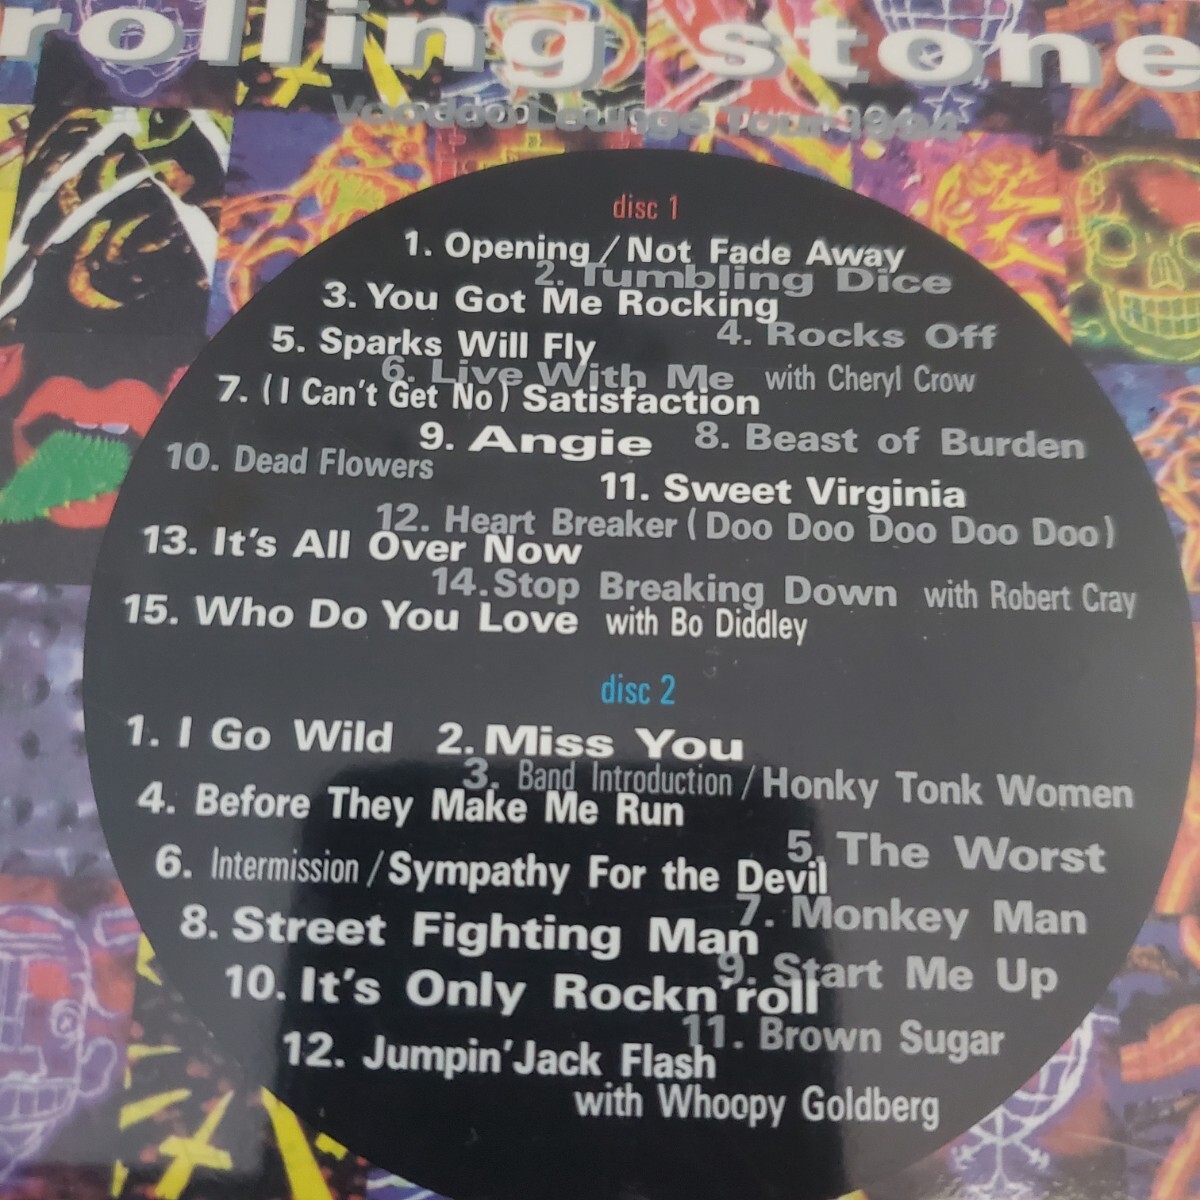 rolling stone
Voodoo Lounge Tour 1994
disc 1
1. Opening / Not Fade Away
2. Tumbling Dice
3. You Got Me Rocking
4. Rocks Off
5. Sparks Will Fly
6. Live With Me with Cheryl Crow
7. (I Can't Get No) Satisfaction
9. Angie 8. Beast of Burden
10. Dead Flowers
11. Sweet Virginia
12. Heart Breaker (Doo Doo Doo Doo Doo)
13. It's All Over Now
14. Stop Breaking Down with Robert Cray
15. Who Do You Love with Bo Diddley
disc 2
1. I Go Wild 2. Miss You
3. Band Introduction / Honky Tonk Women
4. Before They Make Me Run
5. The Worst
6. Intermission / Sympathy For the Devil
7. Monkey Man
8. Street Fighting Man
9. Start Me Up
10. It's Only Rockn'roll
11. Brown Sugar
12. Jumpin'Jack Flash
with Whoopy Goldberg